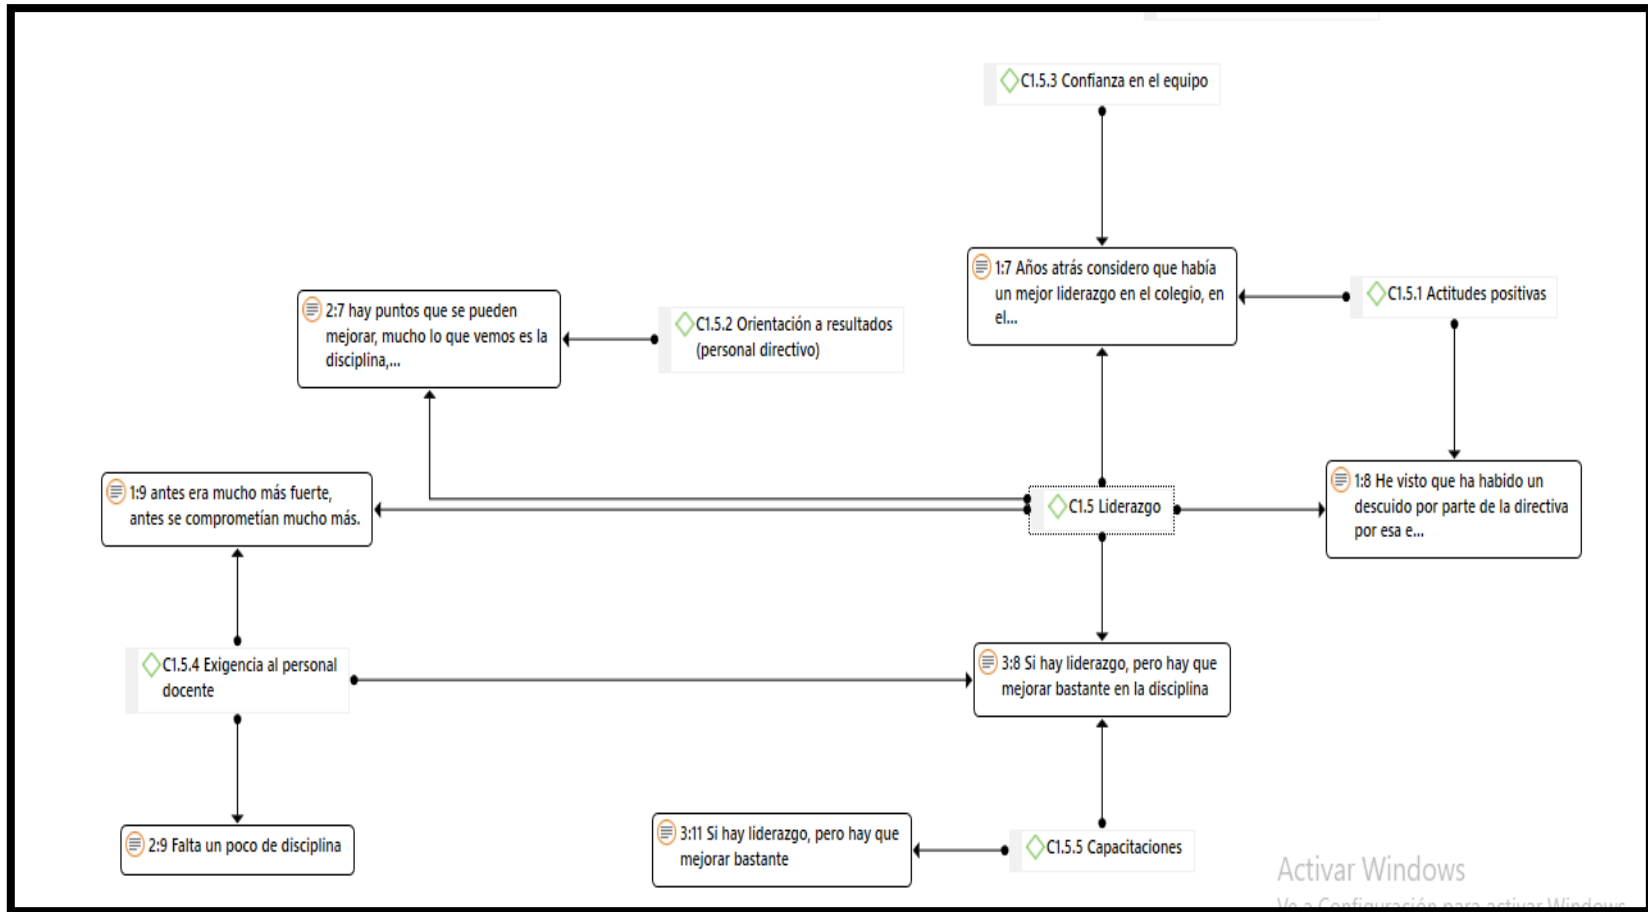 C1.5.3 Confianza en el equipo
1:7 Años atrás considero que había
un mejor liderazgo en el colegio, en
el...
C1.5.1 Actitudes positivas
2:7 hay puntos que se pueden
mejorar, mucho lo que vemos es la
disciplina,...
C1.5.2 Orientación a resultados
(personal directivo)
1:9 antes era mucho más fuerte,
antes se comprometían mucho más.
C1.5 Liderazgo
1:8 He visto que ha habido un
descuido por parte de la directiva
por esa e...
C1.5.4 Exigencia al personal
docente
3:8 Si hay liderazgo, pero hay que
mejorar bastante en la disciplina
2:9 Falta un poco de disciplina
3:11 Si hay liderazgo, pero hay que
mejorar bastante
C1.5.5 Capacitaciones
Activar Windows
Ve a Configuración para activar Windows